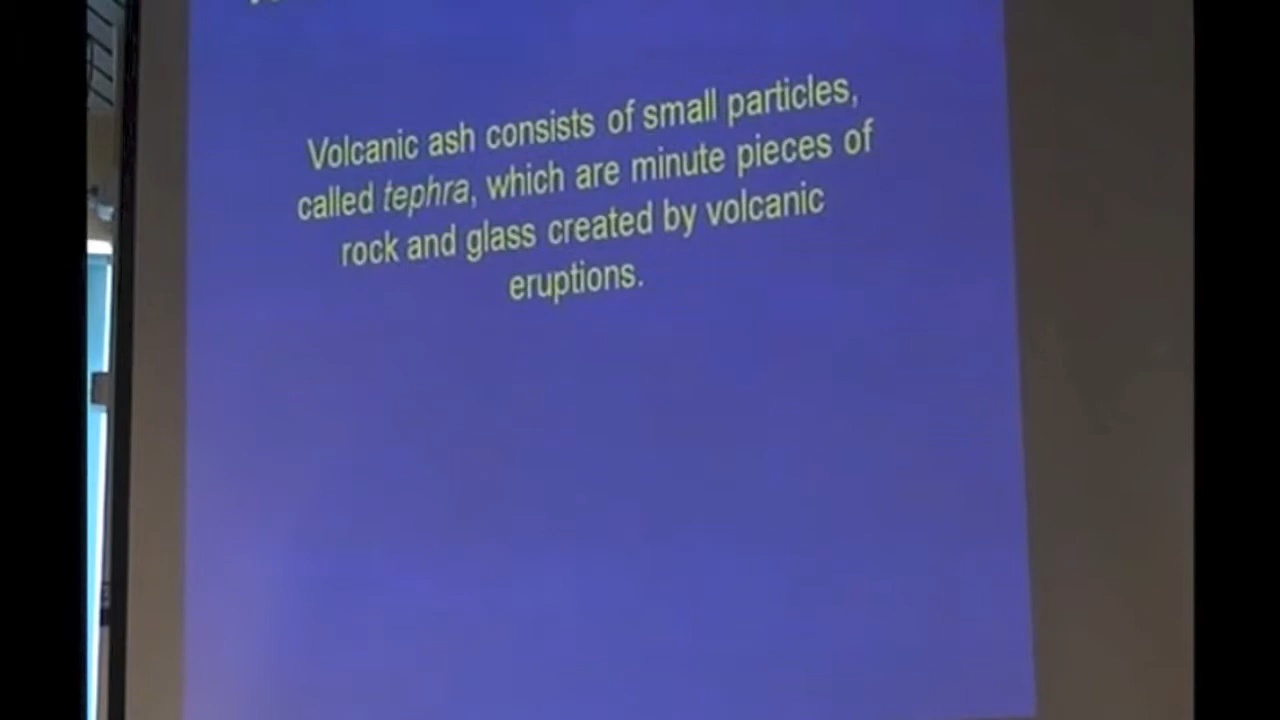 Volcanic ash consists of small particles,
called tephra, which are minute pieces of
rock and glass created by volcanic
eruptions.